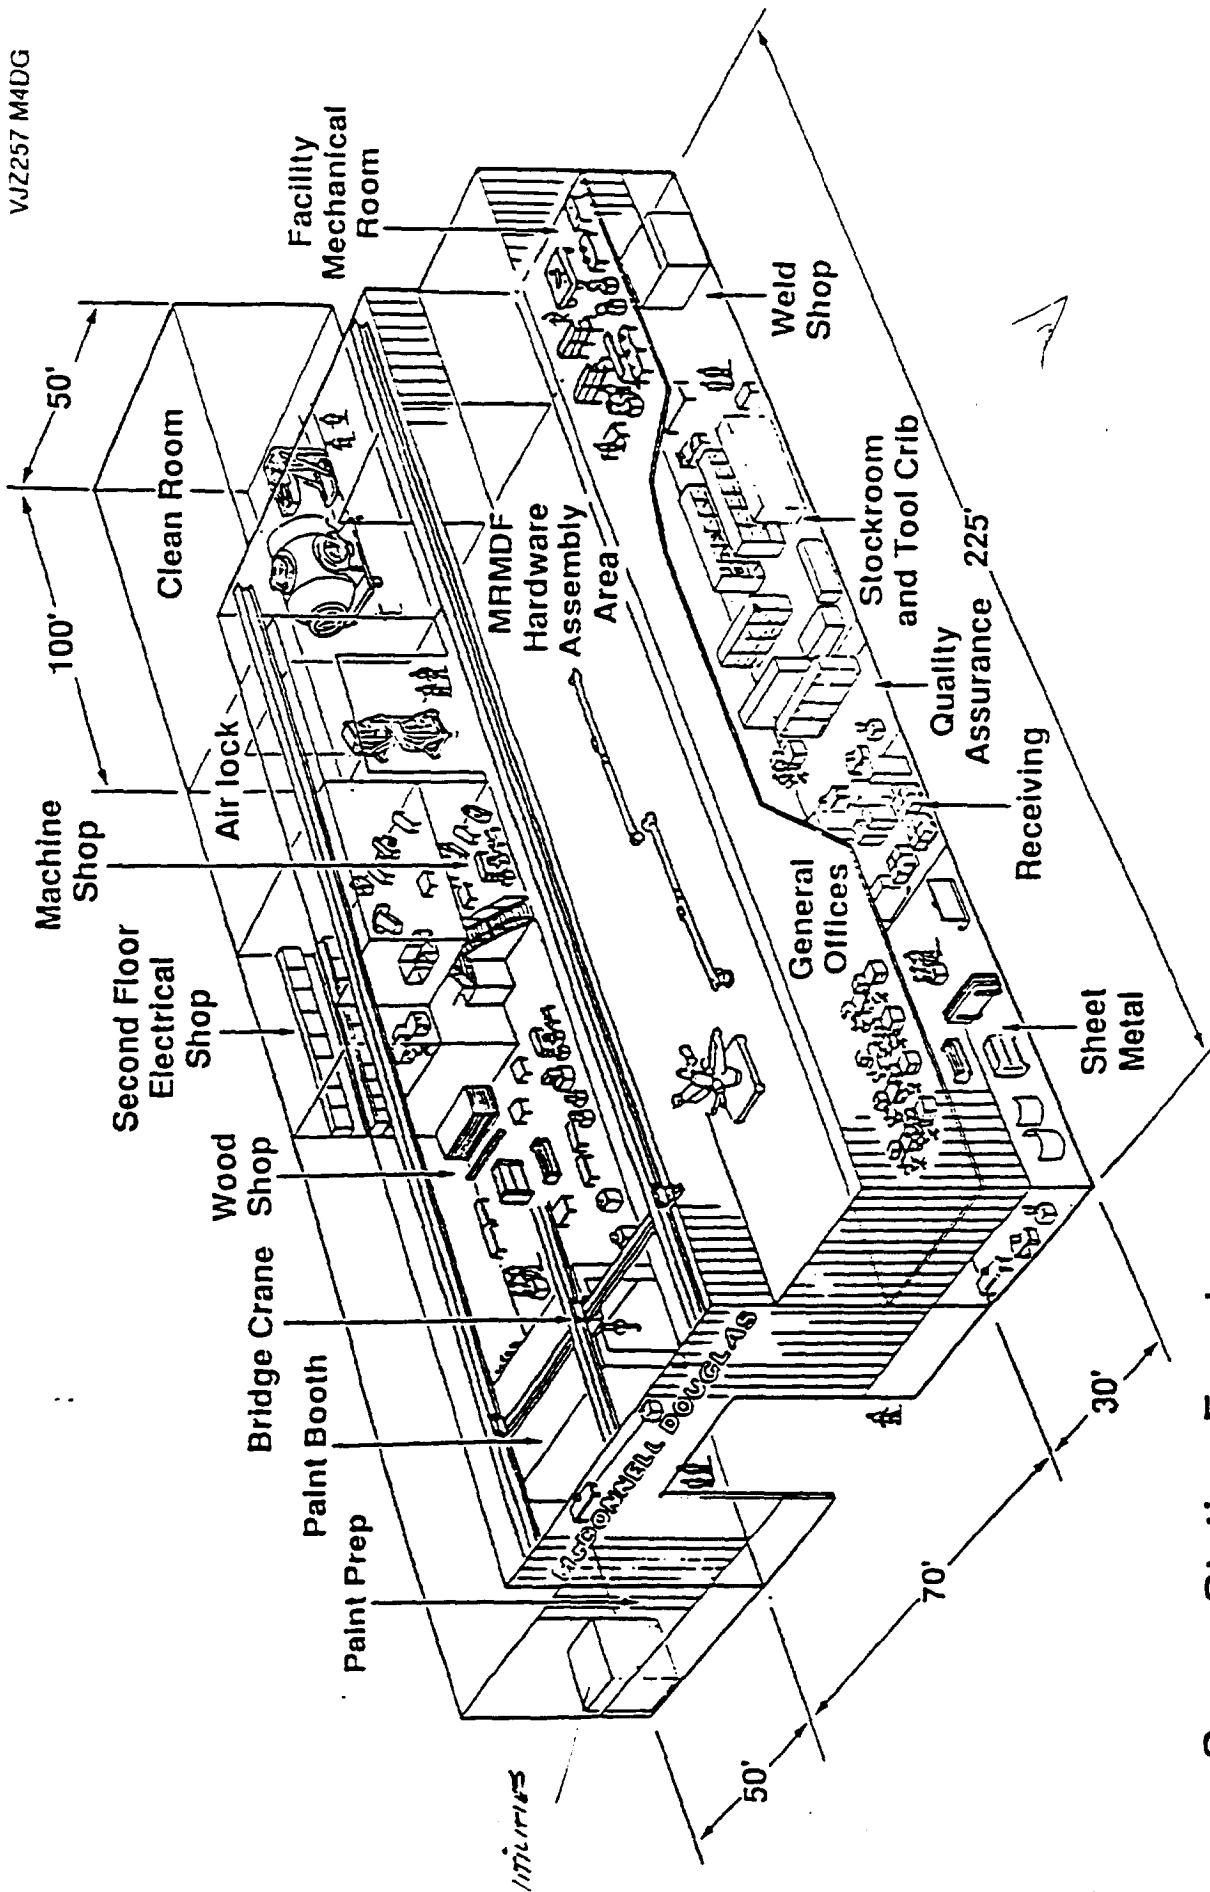 VJZ257 M4DG
50'
100'
Clean Room
Air lock
Facility
Mechanical
Room
Machine
Shop
Second Floor
Electrical
Shop
Wood
Shop
Bridge Crane
Paint Booth
Paint Prep
MRMDF
Hardware
Assembly
Area
Weld
Shop
Stockroom
and Tool Crib
225'
Quality
Assurance
Receiving
General
Offices
Sheet
Metal
MCDONNELL DOUGLAS
30'
70'
50'